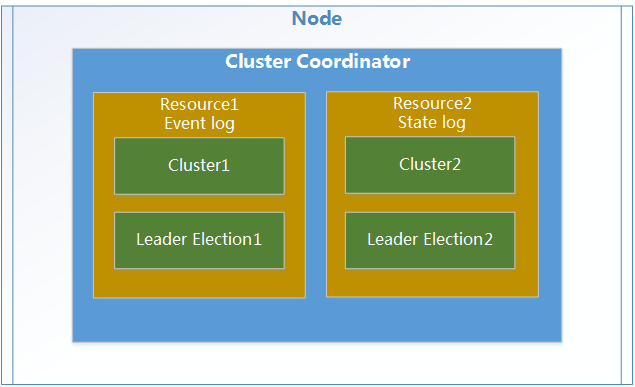 Node
Cluster Coordinator
Resource1
Event log
Cluster1
Leader Election1
Resource2
State log
Cluster2
Leader Election2